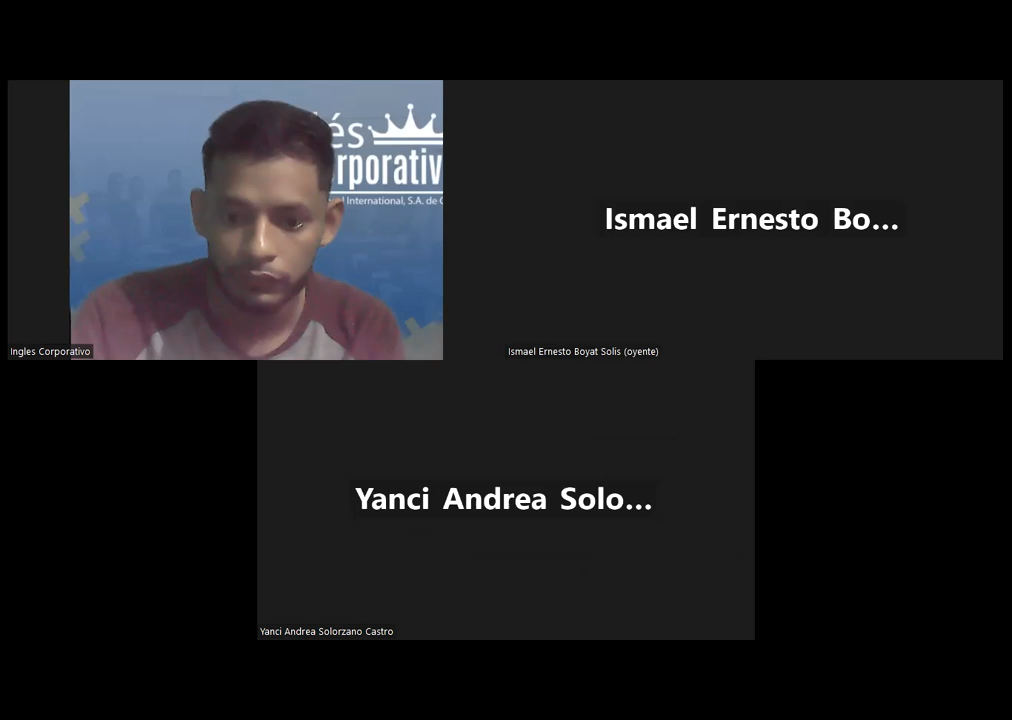 és
rporativ
l International, S.A. de C
Ingles Corporativo
Ismael Ernesto Bo...
Ismael Ernesto Boyat Solis (oyente)
Yanci Andrea Solo...
Yanci Andrea Solorzano Castro